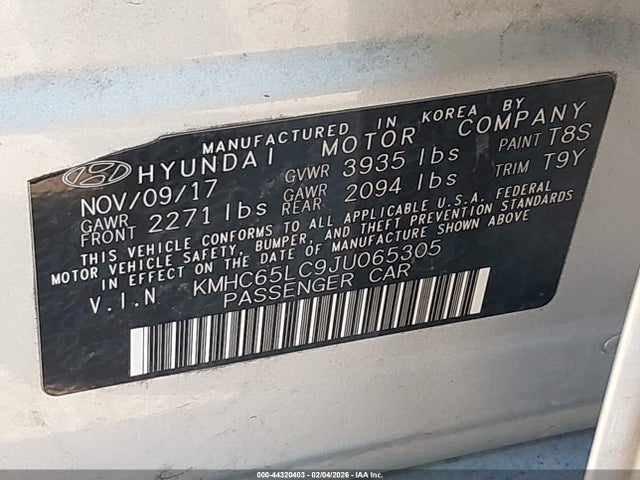 MANUFACTURED IN KOREA BY
HYUNDAI MOTOR COMPANY
NOV/09/17 GVWR 3935 lbs PAINT T8S
GAWR FRONT 2271 lbs GAWR REAR 2094 lbs TRIM T9Y
THIS VEHICLE CONFORMS TO ALL APPLICABLE U.S.A. FEDERAL
MOTOR VEHICLE SAFETY, BUMPER, AND THEFT PREVENTION STANDARDS
IN EFFECT ON THE DATE OF MANUFACTURE SHOWN ABOVE
V.I.N KMHC65LC9JU065305
PASSENGER CAR
000-44320403 - 02/04/2026 - IAA Inc.